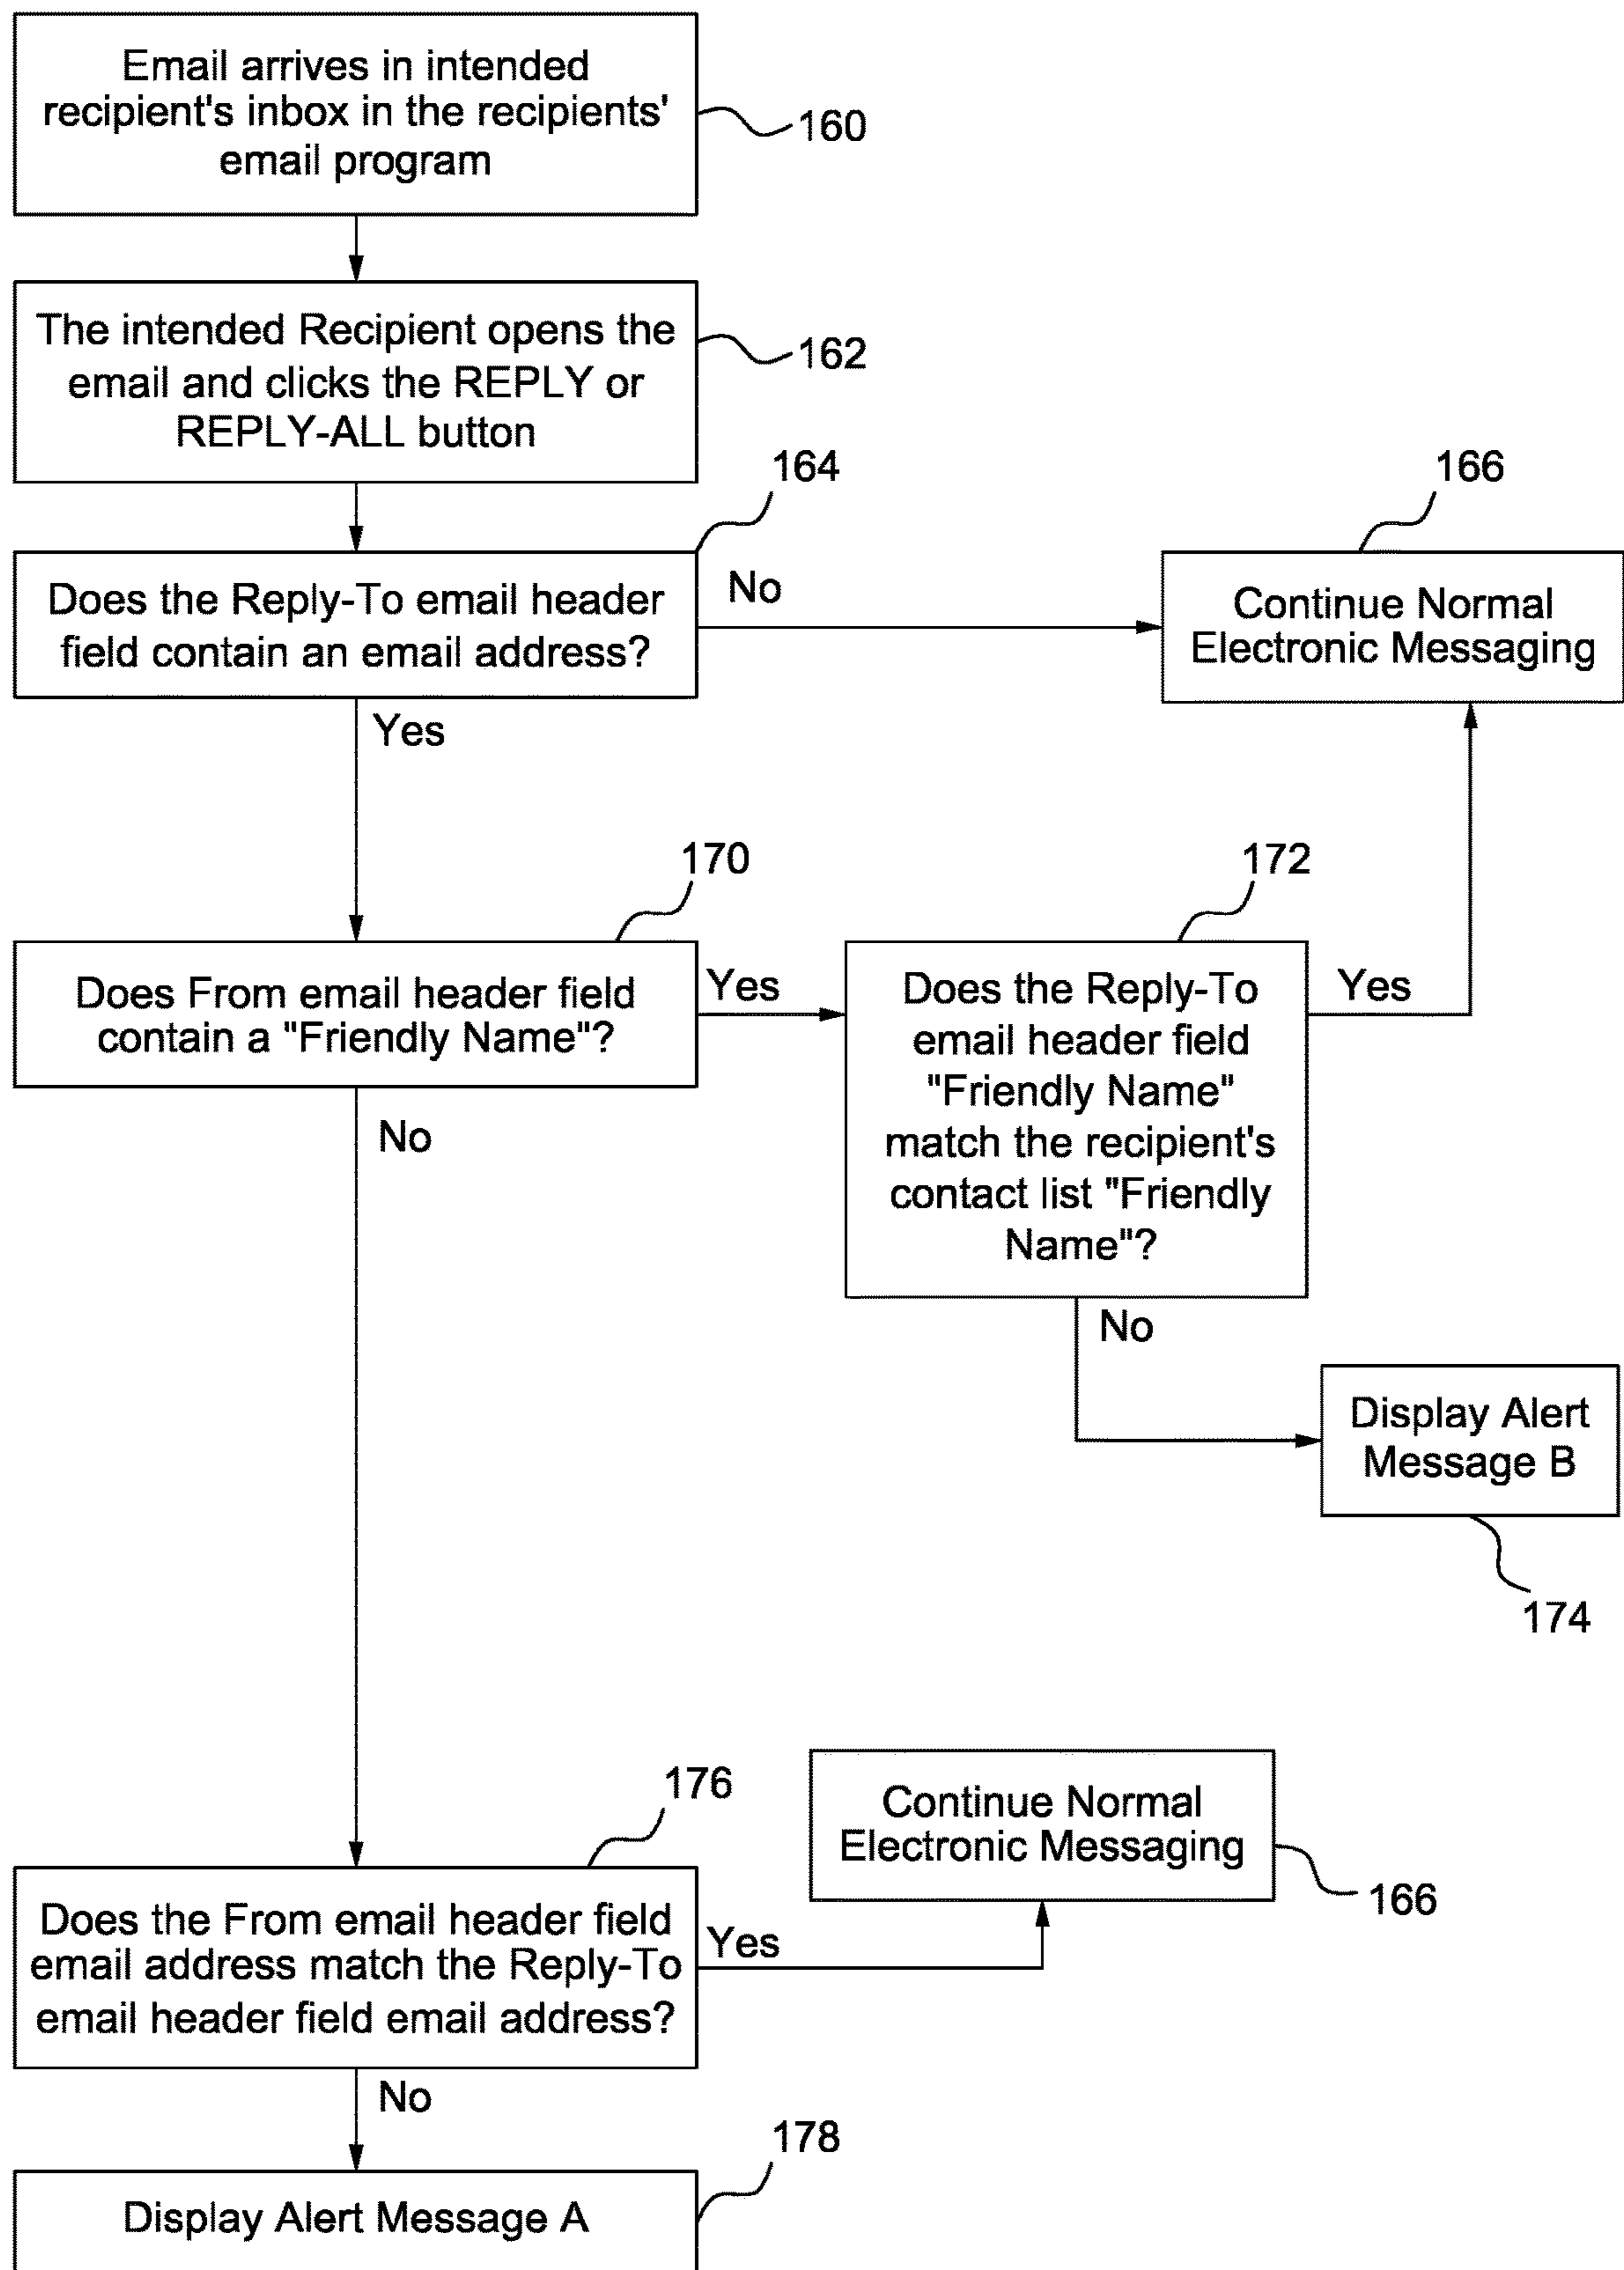 Email arrives in intended
recipient's inbox in the recipients'
email program
160
The intended Recipient opens the
email and clicks the REPLY or
REPLY-ALL button
162
164
166
Does the Reply-To email header
field contain an email address?
No
Continue Normal
Electronic Messaging
Yes
170
172
Does From email header field
contain a "Friendly Name"?
Yes
Does the Reply-To
email header field
"Friendly Name"
match the recipient's
contact list "Friendly
Name"?
Yes
No
No
Display Alert
Message B
174
176
Continue Normal
Electronic Messaging
166
Does the From email header field
email address match the Reply-To
email header field email address?
Yes
No
178
Display Alert Message A